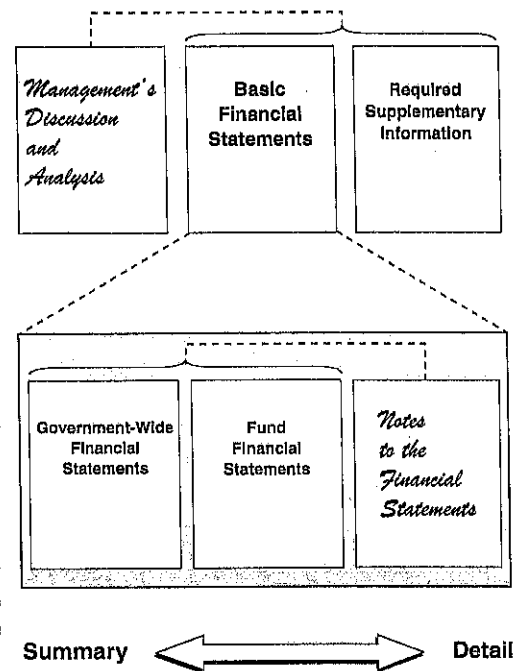 Management's
Discussion
and
Analysis
Basic
Financial
Statements
Required
Supplementary
Information
Government-Wide
Financial
Statements
Fund
Financial
Statements
Notes
to the
Financial
Statements
Summary
Detail